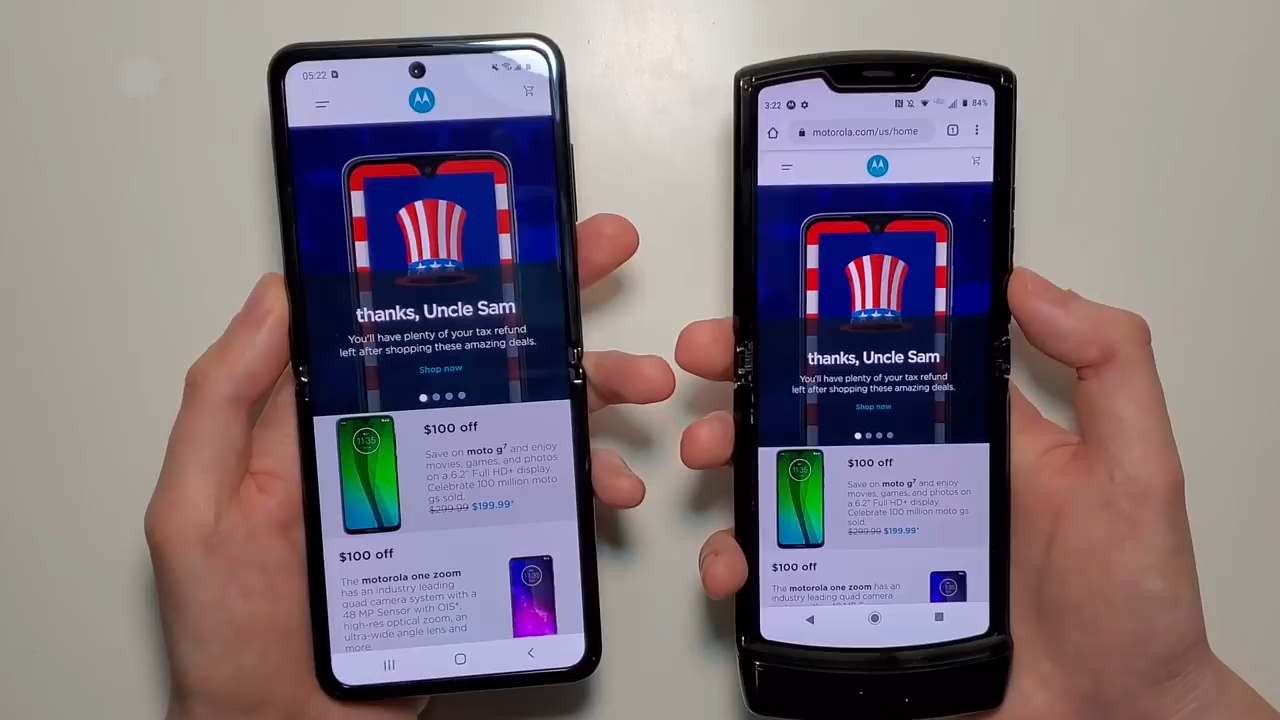 05:22
thanks, Uncle Sam
You'll have plenty of your tax refund
left after shopping these amazing deals.
Shop now
$100 off
Save on moto g7 and enjoy
movies, games, and photos
on a 6.2" Full HD+ display.
Celebrate 100 million moto
gs sold.
$299.99 $199.99*
11:35
$100 off
The motorola one zoom
has an industry leading
quad camera system with a
48 MP Sensor with OIS*,
high-res optical zoom, an
ultra-wide angle lens and
more.
11:35
3:22 84%
motorola.com/us/home 1
thanks, Uncle Sam
You'll have plenty of your tax refund
left after shopping these amazing deals.
Shop now
$100 off
Save on moto g7 and enjoy
movies, games, and photos on
a 6.2" Full HD+ display.
Celebrate 100 million moto gs
sold.
$299.99 $199.99*
11:35
$100 off
The motorola one zoom has an
industry leading quad camera